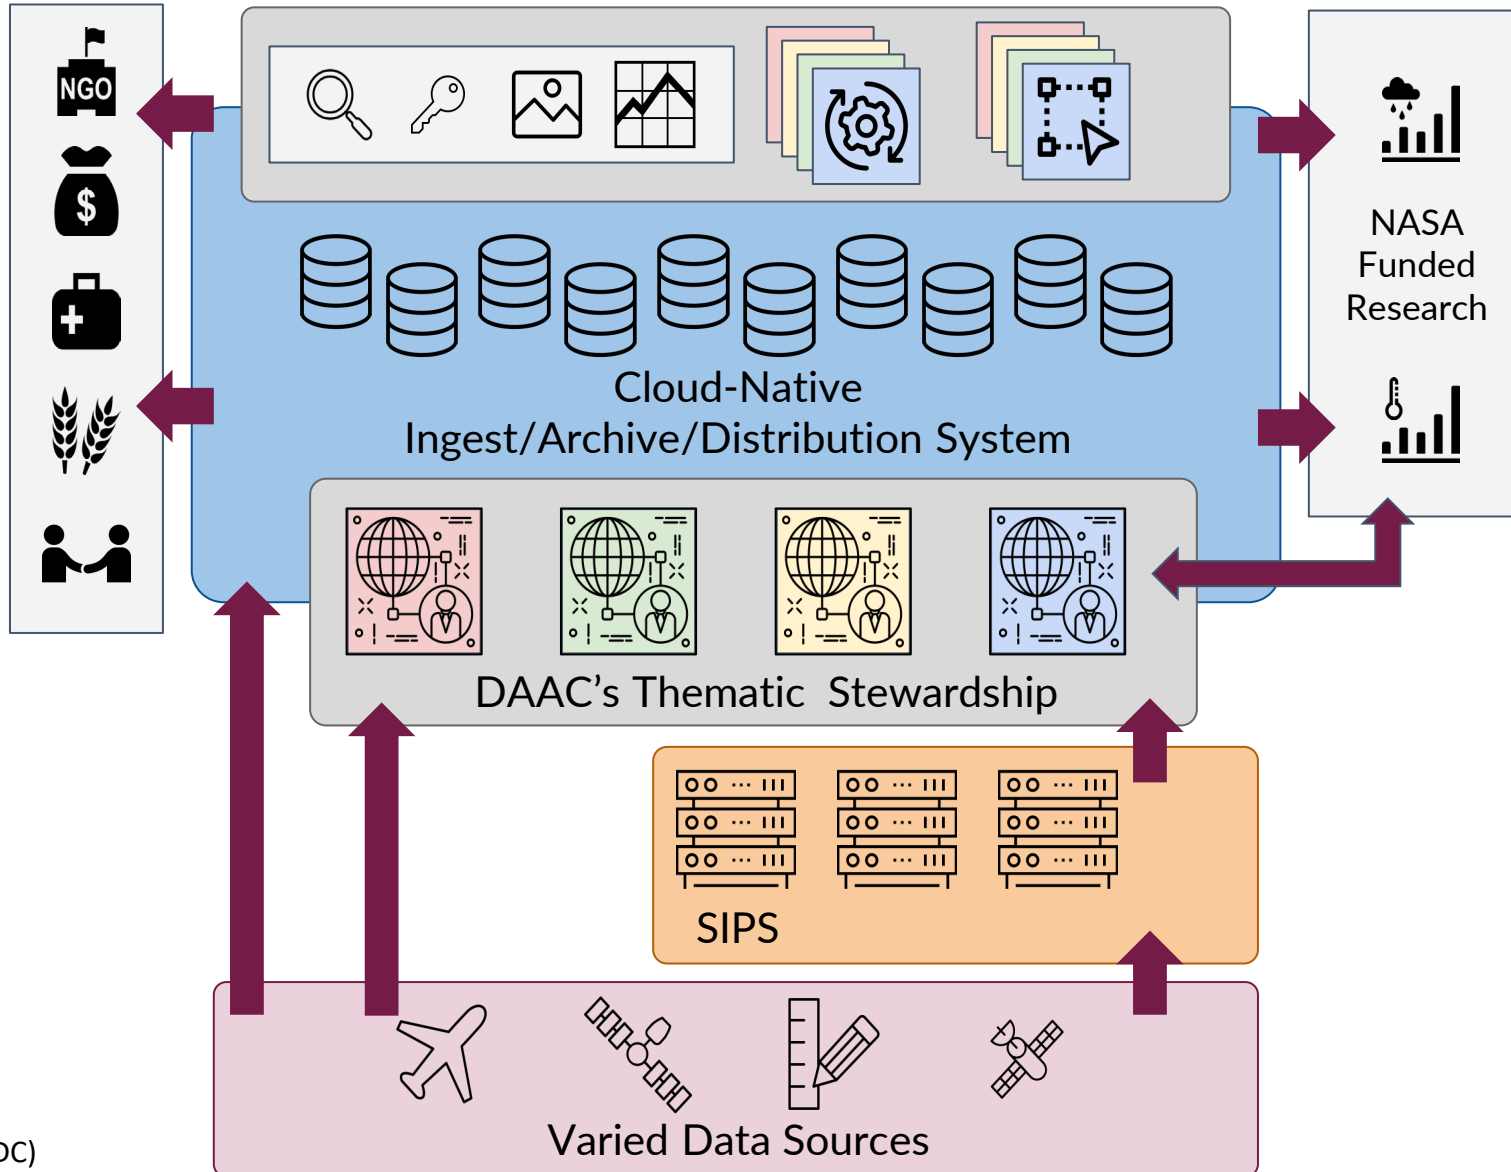 NGO
$
NASA
Funded
Research
Cloud-Native
Ingest/Archive/Distribution System
DAAC's Thematic Stewardship
SIPS
Varied Data Sources